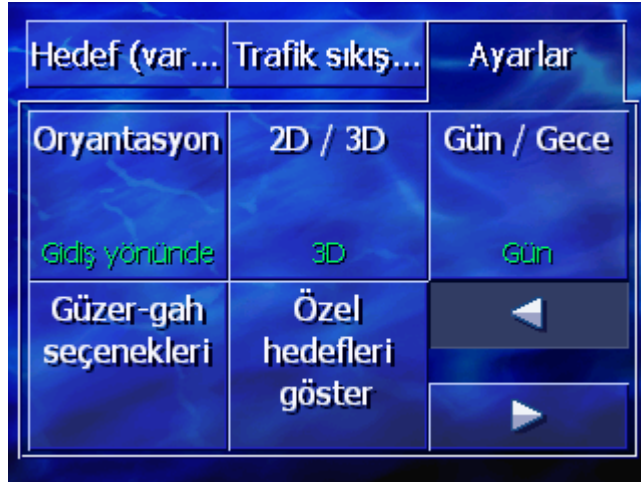 Hedef (var...
Trafik sıkış...
Ayarlar
Oryantasyon
Gidiş yönünde
2D / 3D
3D
Gün / Gece
Gün
Güzer-gah
seçenekleri
Özel
hedefleri
göster